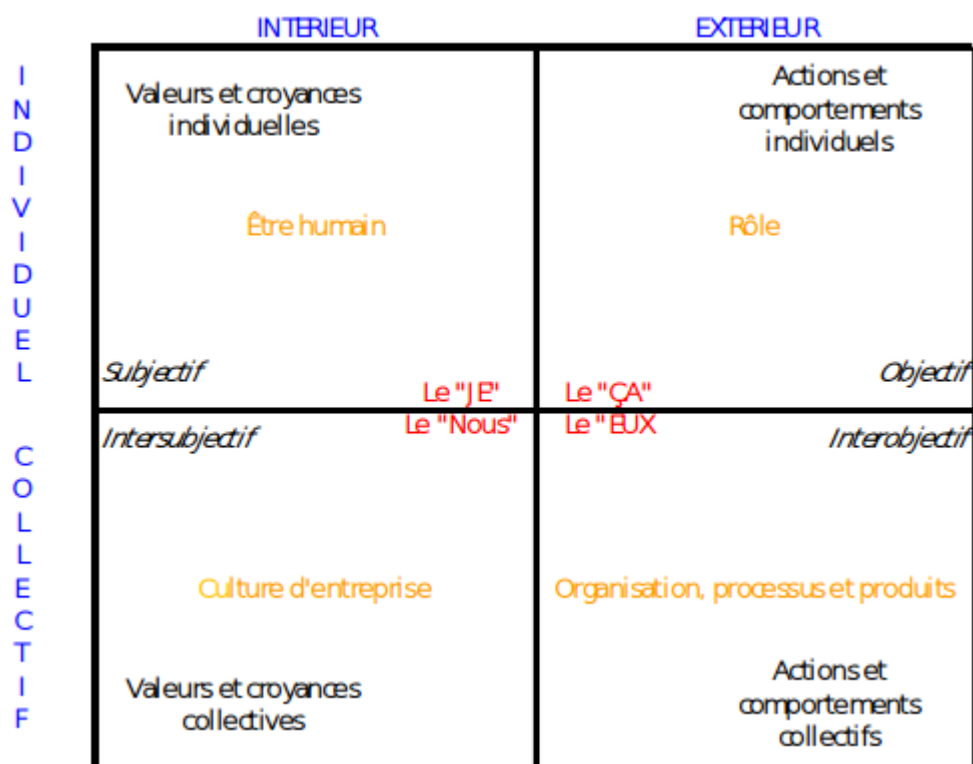 INTERIEUR
EXTERIEUR
INDIVIDUEL
Valeurs et croyances
individuelles
Être humain
Subjectif
Le "JE"
Actions et
comportements
individuels
Rôle
Objectif
Le "ÇA"
COLLECTIF
Intersubjectif
Le "Nous"
Culture d'entreprise
Valeurs et croyances
collectives
Le "EUX
Interobjectif
Organisation, processus et produits
Actions et
comportements
collectifs